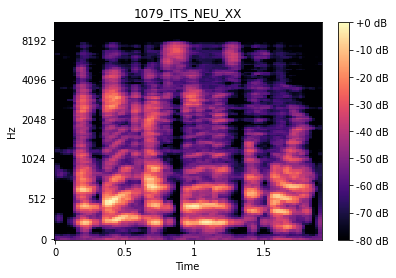 1079_ITS_NEU_XX
+0 dB
8192
-10 dB
4096
-20 dB
-30 dB
2048
Hz
-40 dB
1024
-50 dB
512
-60 dB
-70 dB
0
-80 dB
0
0.5
1
1.5
Time